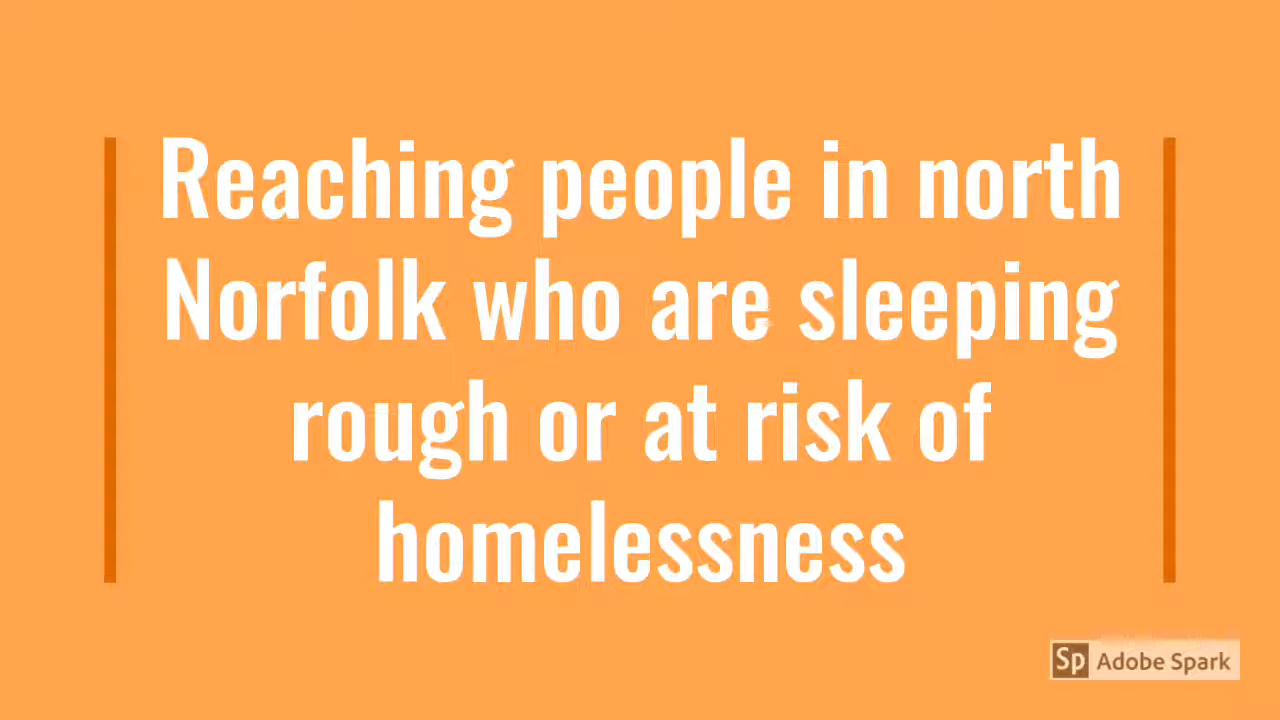 Reaching people in north
Norfolk who are sleeping
rough or at risk of
homelessness
Sp Adobe Spark